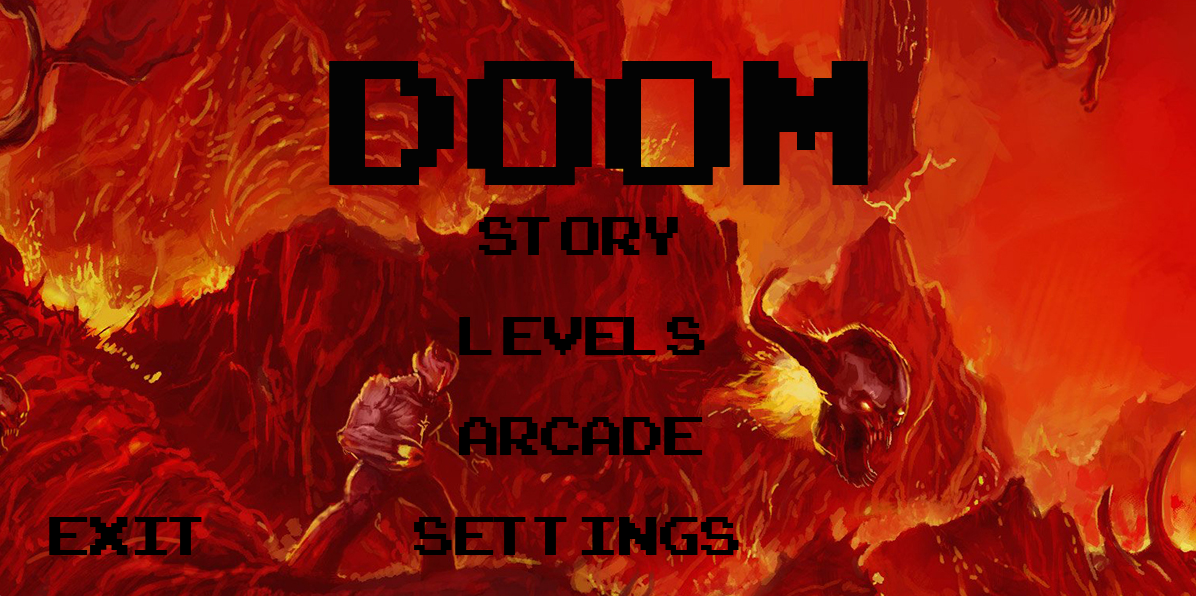 DOOM
STORY
LEVELS
ARCADE
EXIT SETTINGS